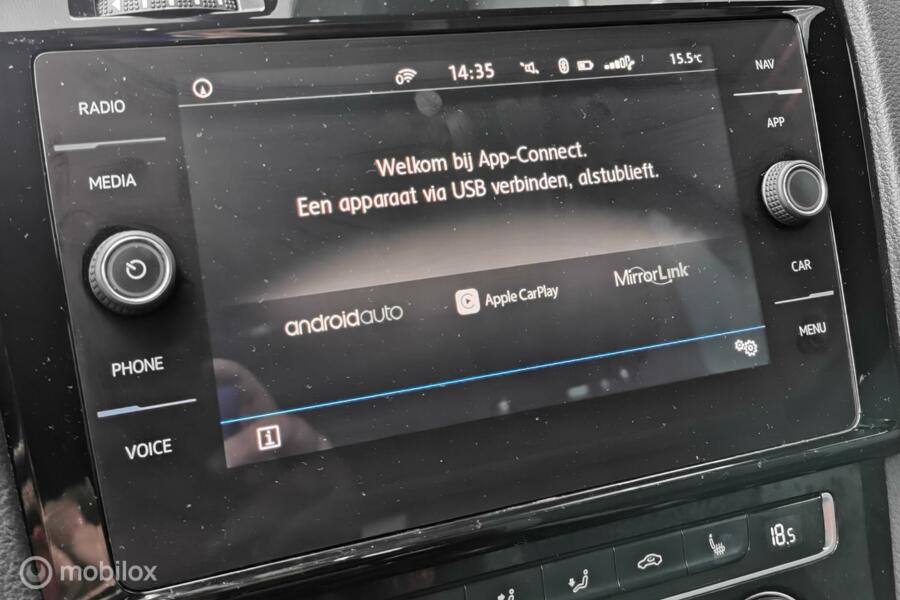 14:35
15.5°C
RADIO
MEDIA
PHONE
VOICE
Welkom bij App-Connect.
Een apparaat via USB verbinden, alstublieft.
androidauto
Apple CarPlay
MirrorLink
i
NAV
APP
CAR
MENU
18.5
mobilox